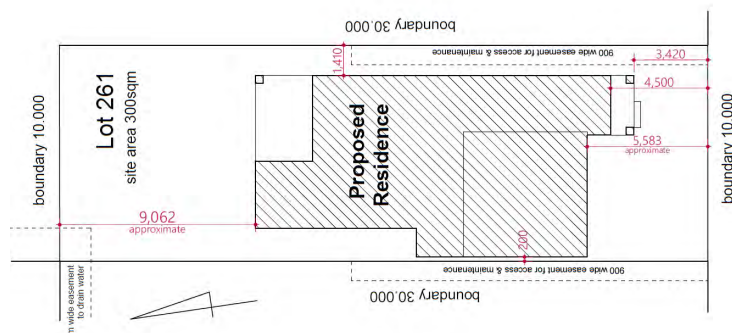 boundary 30.000
900 wide easement for access & maintenance
3,420
1,410
4,500
boundary 10.000
Lot 261
site area 300sqm
Proposed
Residence
5,583
approximate
boundary 10.000
9,062
approximate
200
900 wide easement for access & maintenance
m wide easement
to drain water
boundary 30.000